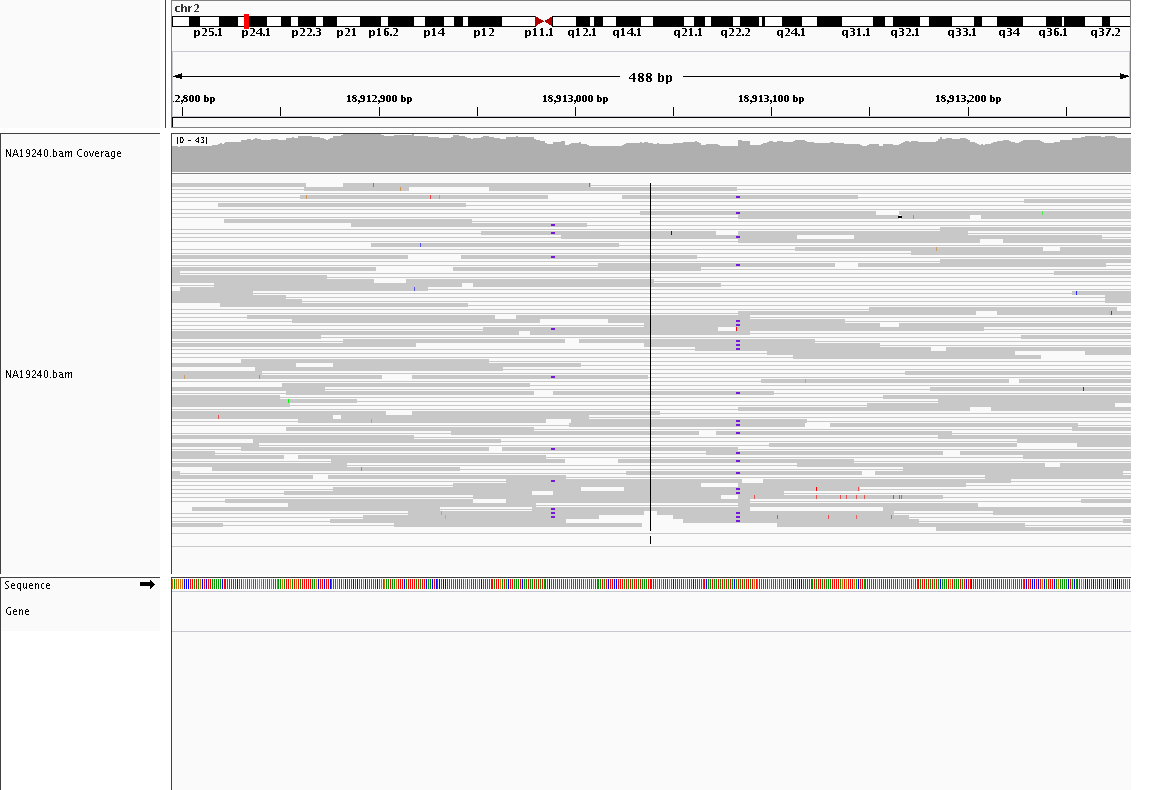 chr2
p25.1 p24.1 p22.3 p21 p16.2 p14 p12 p11.1 q12.1 q14.1 q21.1 q22.2 q24.1 q31.1 q32.1 q33.1 q34 q36.1 q37.2
488 bp
2,800 bp 18,912,900 bp 18,913,000 bp 18,913,100 bp 18,913,200 bp
NA19240.bam Coverage
[0 - 43]
NA19240.bam
Sequence
Gene